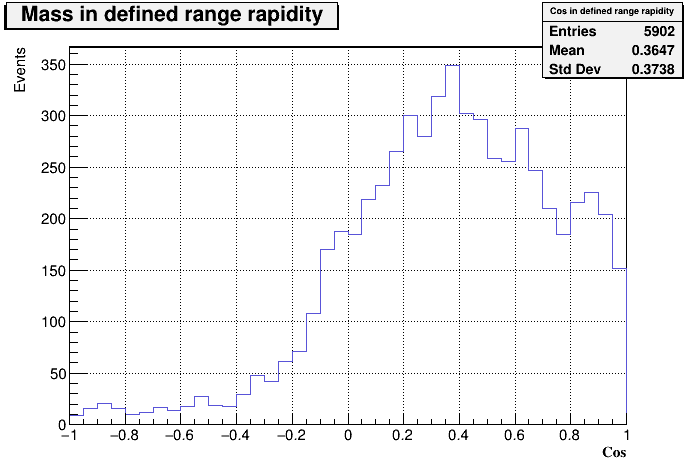 Mass in defined range rapidity
Cos in defined range rapidity
Entries 5902
Mean 0.3647
Std Dev 0.3738
Events
350
300
250
200
150
100
50
0
−1 −0.8 −0.6 −0.4 −0.2 0 0.2 0.4 0.6 0.8 1
Cos